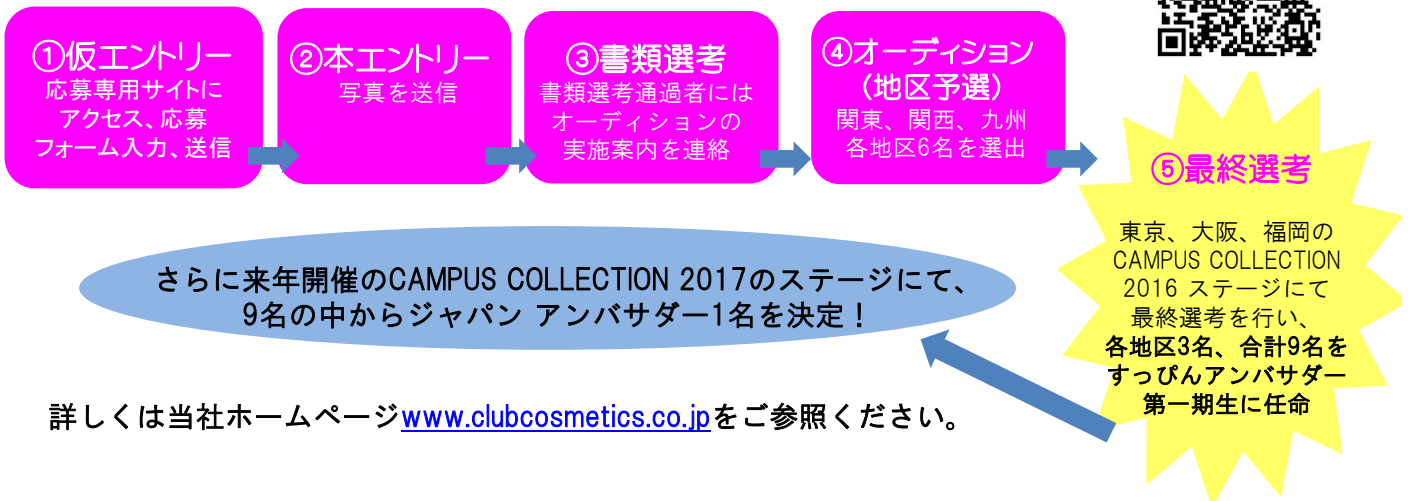 ①仮エントリー
応募専用サイトに
アクセス、応募
フォーム入力、送信
②本エントリー
写真を送信
③書類選考
書類選考通過者には
オーディションの
実施案内を連絡
④オーディション
(地区予選)
関東、関西、九州
各地区6名を選出
⑤最終選考
東京、大阪、福岡の
CAMPUS COLLECTION
2016 ステージにて
最終選考を行い、
各地区3名、合計9名を
すっぴんアンバサダー
第一期生に任命
さらに来年開催のCAMPUS COLLECTION 2017のステージにて、
9名の中からジャパン アンバサダー1名を決定！
詳しくは当社ホームページwww.clubcosmetics.co.jpをご参照ください。